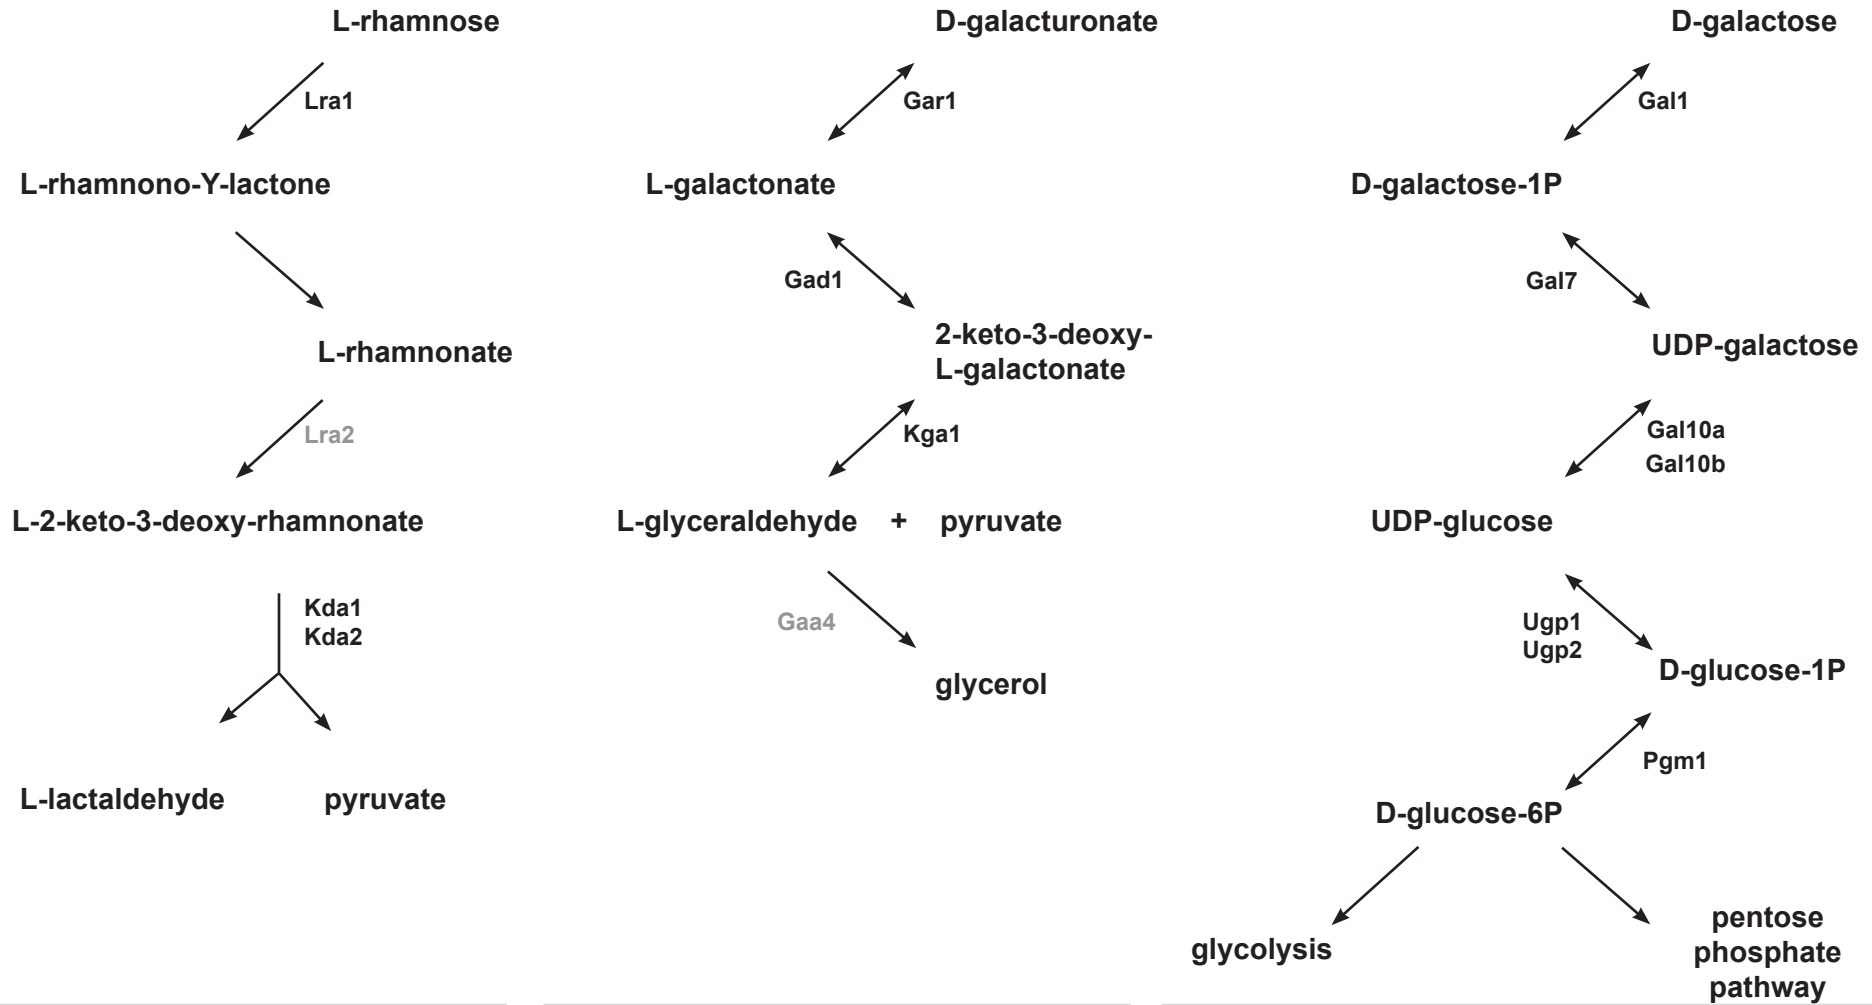 L-rhamnose
Lra1
L-rhamnono-Y-lactone
L-rhamnonate
Lra2
L-2-keto-3-deoxy-rhamnonate
Kda1
Kda2
L-lactaldehyde
pyruvate
D-galacturonate
Gar1
L-galactonate
Gad1
2-keto-3-deoxy-
L-galactonate
Kga1
L-glyceraldehyde + pyruvate
Gaa4
glycerol
D-galactose
Gal1
D-galactose-1P
Gal7
UDP-galactose
Gal10a
Gal10b
UDP-glucose
Ugp1
Ugp2
D-glucose-1P
Pgm1
D-glucose-6P
glycolysis
pentose
phosphate
pathway